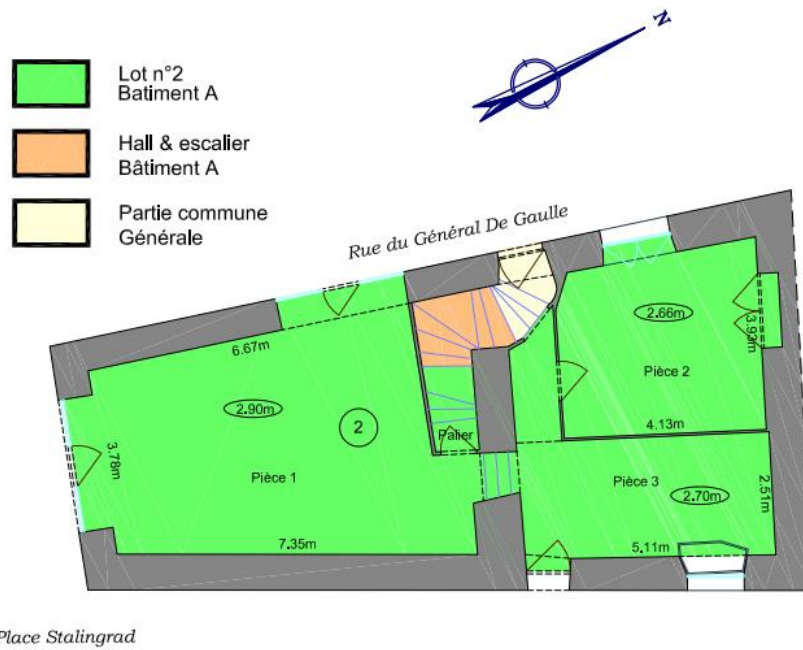 Lot n°2
Batiment A
Hall & escalier
Bâtiment A
Partie commune
Générale
N
Rue du Général De Gaulle
6.67m
2.90m
2
3.78m
Pièce 1
7.35m
Palier
2.66m
3.93m
Pièce 2
4.13m
Pièce 3
2.70m
2.51m
5.11m
Place Stalingrad